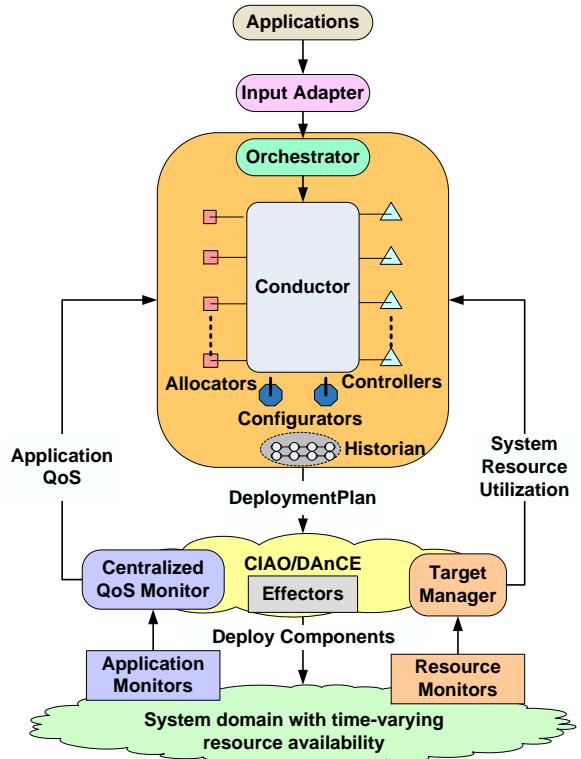 Applications
Input Adapter
Orchestrator
Conductor
Allocators
Controllers
Configurators
Historian
Application
QoS
System
Resource
Utilization
DeploymentPlan
CIAO/DAnCE
Centralized
QoS Monitor
Effectors
Target
Manager
Deploy Components
Application
Monitors
Resource
Monitors
System domain with time-varying
resource availability